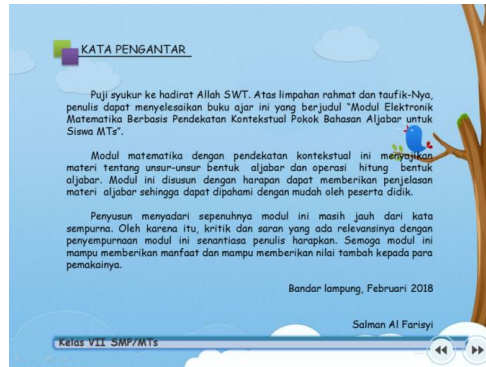 KATA PENGANTAR
Puji syukur ke hadirat Allah SWT. Atas limpahan rahmat dan taufik-Nya,
penulis dapat menyelesaikan buku ajar ini yang berjudul "Modul Elektronik
Matematika Berbasis Pendekatan Kontekstual Pokok Bahasan Aljabar untuk
Siswa MTs".
Modul matematika dengan pendekatan kontekstual ini menyajikan
materi tentang unsur-unsur bentuk aljabar dan operasi hitung bentuk
aljabar. Modul ini disusun dengan harapan dapat memberikan penjelasan
materi aljabar sehingga dapat dipahami dengan mudah oleh peserta didik.
Penyusun menyadari sepenuhnya modul ini masih jauh dari kata
sempurna. Oleh karena itu, kritik dan saran yang ada relevansinya dengan
penyempurnaan modul ini senantiasa penulis harapkan. Semoga modul ini
mampu memberikan manfaat dan mampu memberikan nilai tambah kepada para
pemakainya.
Bandar lampung, Februari 2018
Salman Al Farisyi
Kelas VII SMP/MTs